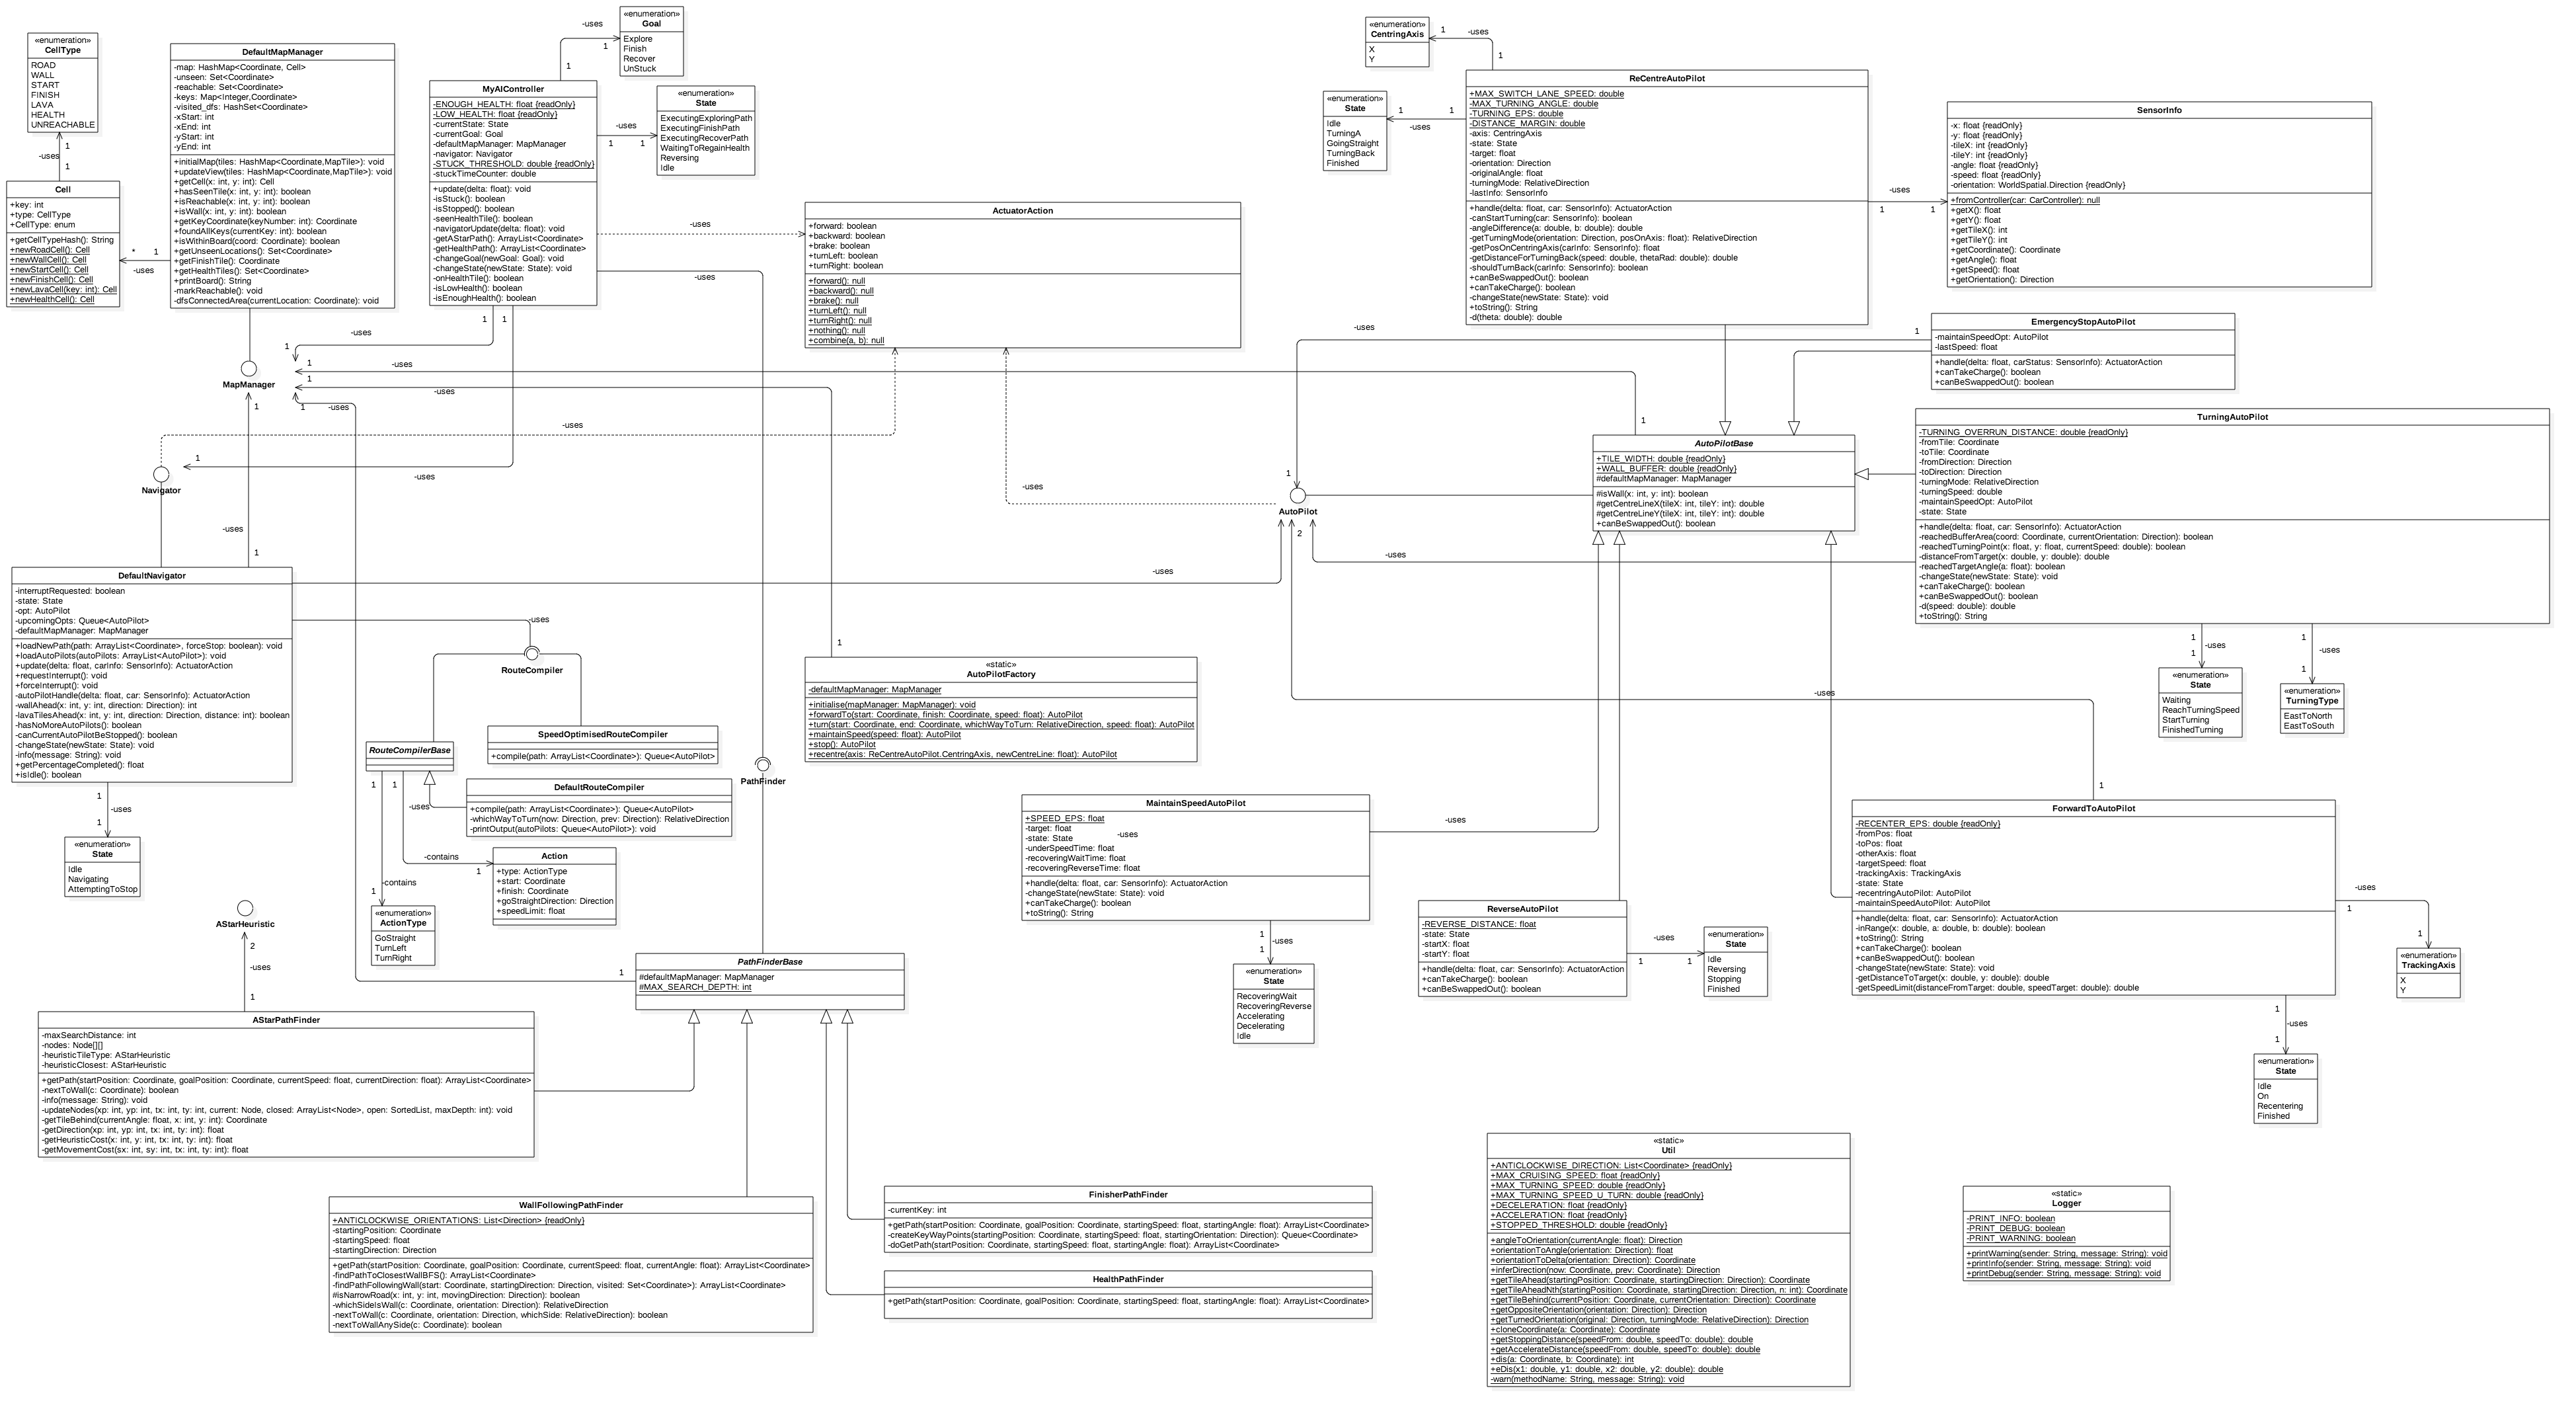 «enumeration»
CellType
ROAD
WALL
START
FINISH
LAVA
HEALTH
UNREACHABLE
1
-uses
1
Cell
+key: int
+type: CellType
+CellType: enum
+getCellTypeHash(): String
+newRoadCell(): Cell
+newWallCell(): Cell
+newStartCell(): Cell
+newFinishCell(): Cell
+newLavaCell(key: int): Cell
+newHealthCell(): Cell
*
1
-uses
DefaultMapManager
-map: HashMap<Coordinate, Cell>
-unseen: Set<Coordinate>
-reachable: Set<Coordinate>
-keys: Map<Integer,Coordinate>
-visited_dfs: HashSet<Coordinate>
-xStart: int
-xEnd: int
-yStart: int
-yEnd: int
+initialMap(tiles: HashMap<Coordinate,MapTile>): void
+updateView(tiles: HashMap<Coordinate,MapTile>): void
+getCell(x: int, y: int): Cell
+hasSeenTile(x: int, y: int): boolean
+isReachable(x: int, y: int): boolean
+isWall(x: int, y: int): boolean
+getKeyCoordinate(keyNumber: int): Coordinate
+foundAllKeys(currentKey: int): boolean
+isWithinBoard(coord: Coordinate): boolean
+getUnseenLocations(): Set<Coordinate>
+getFinishTile(): Coordinate
+getHealthTiles(): Set<Coordinate>
+printBoard(): String
-markReachable(): void
-dfsConnectedArea(currentLocation: Coordinate): void
MapManager
MyAIController
-ENOUGH_HEALTH: float {readOnly}
-LOW_HEALTH: float {readOnly}
-currentState: State
-currentGoal: Goal
-defaultMapManager: MapManager
-navigator: Navigator
-STUCK_THRESHOLD: double {readOnly}
-stuckTimeCounter: double
+update(delta: float): void
-isStuck(): boolean
-isStopped(): boolean
-seenHealthTile(): boolean
-navigatorUpdate(delta: float): void
-getAStarPath(): ArrayList<Coordinate>
-getHealthPath(): ArrayList<Coordinate>
-changeGoal(newGoal: Goal): void
-changeState(newState: State): void
-onHealthTile(): boolean
-isLowHealth(): boolean
-isEnoughHealth(): boolean
-uses
1
1
«enumeration»
Goal
Explore
Finish
Recover
UnStuck
-uses
1
1
«enumeration»
State
ExecutingExploringPath
ExecutingFinishPath
ExecutingRecoverPath
WaitingToRegainHealth
Reversing
Idle
-uses
-uses
1
1
-uses
1
ActuatorAction
+forward: boolean
+backward: boolean
+brake: boolean
+turnLeft: boolean
+turnRight: boolean
+forward(): null
+backward(): null
+brake(): null
+turnLeft(): null
+turnRight(): null
+nothing(): null
+combine(a, b): null
«enumeration»
CentringAxis
X
Y
1
-uses
1
«enumeration»
State
Idle
TurningA
GoingStraight
TurningBack
Finished
1
1
-uses
ReCentreAutoPilot
+MAX_SWITCH_LANE_SPEED: double
-MAX_TURNING_ANGLE: double
-TURNING_EPS: double
-DISTANCE_MARGIN: double
-axis: CentringAxis
-state: State
-target: float
-orientation: Direction
-originalAngle: float
-turningMode: RelativeDirection
-lastInfo: SensorInfo
+handle(delta: float, car: SensorInfo): ActuatorAction
-canStartTurning(car: SensorInfo): boolean
-angleDifference(a: double, b: double): double
-getTurningMode(orientation: Direction, posOnAxis: float): RelativeDirection
-getPosOnCentringAxis(carInfo: SensorInfo): float
-getDistanceForTurningBack(speed: double, thetaRad: double): double
-shouldTurnBack(carInfo: SensorInfo): boolean
+canBeSwappedOut(): boolean
+canTakeCharge(): boolean
-changeState(newState: State): void
+toString(): String
-d(theta: double): double
-uses
1
1
SensorInfo
-x: float {readOnly}
-y: float {readOnly}
-tileX: int {readOnly}
-tileY: int {readOnly}
-angle: float {readOnly}
-speed: float {readOnly}
-orientation: WorldSpatial.Direction {readOnly}
+fromController(car: CarController): null
+getX(): float
+getY(): float
+getTileX(): int
+getTileY(): int
+getCoordinate(): Coordinate
+getAngle(): float
+getSpeed(): float
+getOrientation(): Direction
EmergencyStopAutoPilot
-maintainSpeedOpt: AutoPilot
-lastSpeed: float
+handle(delta: float, carStatus: SensorInfo): ActuatorAction
+canTakeCharge(): boolean
+canBeSwappedOut(): boolean
-uses
1
1
-uses
1
1
-uses
1
1
-uses
1
-uses
1
-uses
1
Navigator
-uses
1
AutoPilotBase
+TILE_WIDTH: double {readOnly}
+WALL_BUFFER: double {readOnly}
#defaultMapManager: MapManager
#isWall(x: int, y: int): boolean
#getCentreLineX(tileX: int, tileY: int): double
#getCentreLineY(tileX: int, tileY: int): double
+canBeSwappedOut(): boolean
AutoPilot
2
-uses
-uses
-uses
TurningAutoPilot
-TURNING_OVERRUN_DISTANCE: double {readOnly}
-fromTile: Coordinate
-toTile: Coordinate
-fromDirection: Direction
-toDirection: Direction
-turningMode: RelativeDirection
-turningSpeed: double
-maintainSpeedOpt: AutoPilot
-state: State
+handle(delta: float, car: SensorInfo): ActuatorAction
-reachedBufferArea(coord: Coordinate, currentOrientation: Direction): boolean
-reachedTurningPoint(x: float, y: float, currentSpeed: double): boolean
-distanceFromTarget(x: double, y: double): double
-reachedTargetAngle(a: float): boolean
-changeState(newState: State): void
+canTakeCharge(): boolean
+canBeSwappedOut(): boolean
-d(speed: double): double
+toString(): String
1
-uses
1
«enumeration»
State
Waiting
ReachTurningSpeed
StartTurning
FinishedTurning
1
-uses
1
«enumeration»
TurningType
EastToNorth
EastToSouth
DefaultNavigator
-interruptRequested: boolean
-state: State
-opt: AutoPilot
-upcomingOpts: Queue<AutoPilot>
-defaultMapManager: MapManager
+loadNewPath(path: ArrayList<Coordinate>, forceStop: boolean): void
+loadAutoPilots(autoPilots: ArrayList<AutoPilot>): void
+update(delta: float, carInfo: SensorInfo): ActuatorAction
+requestInterrupt(): void
+forceInterrupt(): void
-autoPilotHandle(delta: float, car: SensorInfo): ActuatorAction
-wallAhead(x: int, y: int, direction: Direction): int
-lavaTilesAhead(x: int, y: int, direction: Direction, distance: int): boolean
-hasNoMoreAutoPilots(): boolean
-canCurrentAutoPilotBeStopped(): boolean
-changeState(newState: State): void
-info(message: String): void
+getPercentageCompleted(): float
+isIdle(): boolean
1
-uses
1
«enumeration»
State
Idle
Navigating
AttemptingToStop
-uses
RouteCompiler
RouteCompilerBase
SpeedOptimisedRouteCompiler
+compile(path: ArrayList<Coordinate>): Queue<AutoPilot>
DefaultRouteCompiler
+compile(path: ArrayList<Coordinate>): Queue<AutoPilot>
-whichWayToTurn(now: Direction, prev: Direction): RelativeDirection
-printOutput(autoPilots: Queue<AutoPilot>): void
1
1
-uses
-contains
1
-contains
1
Action
+type: ActionType
+start: Coordinate
+finish: Coordinate
+goStraightDirection: Direction
+speedLimit: float
«enumeration»
ActionType
GoStraight
TurnLeft
TurnRight
PathFinder
1
«static»
AutoPilotFactory
-defaultMapManager: MapManager
+initialise(mapManager: MapManager): void
+forwardTo(start: Coordinate, finish: Coordinate, speed: float): AutoPilot
+turn(start: Coordinate, end: Coordinate, whichWayToTurn: RelativeDirection, speed: float): AutoPilot
+maintainSpeed(speed: float): AutoPilot
+stop(): AutoPilot
+recentre(axis: ReCentreAutoPilot.CentringAxis, newCentreLine: float): AutoPilot
MaintainSpeedAutoPilot
+SPEED_EPS: float
-target: float
-state: State
-underSpeedTime: float
-recoveringWaitTime: float
-recoveringReverseTime: float
+handle(delta: float, car: SensorInfo): ActuatorAction
-changeState(newState: State): void
+canTakeCharge(): boolean
+toString(): String
-uses
-uses
1
-uses
1
«enumeration»
State
RecoveringWait
RecoveringReverse
Accelerating
Decelerating
Idle
ReverseAutoPilot
-REVERSE_DISTANCE: float
-state: State
-startX: float
-startY: float
+handle(delta: float, car: SensorInfo): ActuatorAction
+canTakeCharge(): boolean
+canBeSwappedOut(): boolean
-uses
1
1
«enumeration»
State
Idle
Reversing
Stopping
Finished
-uses
1
ForwardToAutoPilot
-RECENTER_EPS: double {readOnly}
-fromPos: float
-toPos: float
-otherAxis: float
-targetSpeed: float
-trackingAxis: TrackingAxis
-state: State
-recentringAutoPilot: AutoPilot
-maintainSpeedAutoPilot: AutoPilot
+handle(delta: float, car: SensorInfo): ActuatorAction
-inRange(x: double, a: double, b: double): boolean
+toString(): String
+canTakeCharge(): boolean
+canBeSwappedOut(): boolean
-changeState(newState: State): void
-getDistanceToTarget(x: double, y: double): double
-getSpeedLimit(distanceFromTarget: double, speedTarget: double): double
-uses
1
1
«enumeration»
TrackingAxis
X
Y
1
-uses
1
«enumeration»
State
Idle
On
Recentering
Finished
AStarHeuristic
2
-uses
1
AStarPathFinder
-maxSearchDistance: int
-nodes: Node[][]
-heuristicTileType: AStarHeuristic
-heuristicClosest: AStarHeuristic
+getPath(startPosition: Coordinate, goalPosition: Coordinate, currentSpeed: float, currentDirection: float): ArrayList<Coordinate>
-nextToWall(c: Coordinate): boolean
-info(message: String): void
-updateNodes(xp: int, yp: int, tx: int, ty: int, current: Node, closed: ArrayList<Node>, open: SortedList, maxDepth: int): void
-getTileBehind(currentAngle: float, x: int, y: int): Coordinate
-getDirection(xp: int, yp: int, tx: int, ty: int): float
-getHeuristicCost(x: int, y: int, tx: int, ty: int): float
-getMovementCost(sx: int, sy: int, tx: int, ty: int): float
1
PathFinderBase
#defaultMapManager: MapManager
#MAX_SEARCH_DEPTH: int
WallFollowingPathFinder
+ANTICLOCKWISE_ORIENTATIONS: List<Direction> {readOnly}
-startingPosition: Coordinate
-startingSpeed: float
-startingDirection: Direction
+getPath(startPosition: Coordinate, goalPosition: Coordinate, currentSpeed: float, currentAngle: float): ArrayList<Coordinate>
-findPathToClosestWallBFS(): ArrayList<Coordinate>
-findPathFollowingWall(start: Coordinate, startingDirection: Direction, visited: Set<Coordinate>): ArrayList<Coordinate>
#isNarrowRoad(x: int, y: int, movingDirection: Direction): boolean
-whichSideIsWall(c: Coordinate, orientation: Direction): RelativeDirection
-nextToWall(c: Coordinate, orientation: Direction, whichSide: RelativeDirection): boolean
-nextToWallAnySide(c: Coordinate): boolean
FinisherPathFinder
-currentKey: int
+getPath(startPosition: Coordinate, goalPosition: Coordinate, startingSpeed: float, startingAngle: float): ArrayList<Coordinate>
-createKeyWayPoints(startingPosition: Coordinate, startingSpeed: float, startingOrientation: Direction): Queue<Coordinate>
-doGetPath(startPosition: Coordinate, startingSpeed: float, startingAngle: float): ArrayList<Coordinate>
HealthPathFinder
+getPath(startPosition: Coordinate, goalPosition: Coordinate, startingSpeed: float, startingAngle: float): ArrayList<Coordinate>
«static»
Util
+ANTICLOCKWISE_DIRECTION: List<Coordinate> {readOnly}
+MAX_CRUISING_SPEED: float {readOnly}
+MAX_TURNING_SPEED: double {readOnly}
+MAX_TURNING_SPEED_U_TURN: double {readOnly}
+DECELERATION: float {readOnly}
+ACCELERATION: float {readOnly}
+STOPPED_THRESHOLD: double {readOnly}
+angleToOrientation(currentAngle: float): Direction
+orientationToAngle(orientation: Direction): float
+orientationToDelta(orientation: Direction): Coordinate
+inferDirection(now: Coordinate, prev: Coordinate): Direction
+getTileAhead(startingPosition: Coordinate, startingDirection: Direction): Coordinate
+getTileAheadNth(startingPosition: Coordinate, startingDirection: Direction, n: int): Coordinate
+getTileBehind(currentPosition: Coordinate, currentOrientation: Direction): Coordinate
+getOppositeOrientation(orientation: Direction): Direction
+getTurnedOrientation(original: Direction, turningMode: RelativeDirection): Direction
+cloneCoordinate(a: Coordinate): Coordinate
+getStoppingDistance(speedFrom: double, speedTo: double): double
+getAccelerateDistance(speedFrom: double, speedTo: double): double
+dis(a: Coordinate, b: Coordinate): int
+eDis(x1: double, y1: double, x2: double, y2: double): double
-warn(methodName: String, message: String): void
«static»
Logger
-PRINT_INFO: boolean
-PRINT_DEBUG: boolean
-PRINT_WARNING: boolean
+printWarning(sender: String, message: String): void
+printInfo(sender: String, message: String): void
+printDebug(sender: String, message: String): void